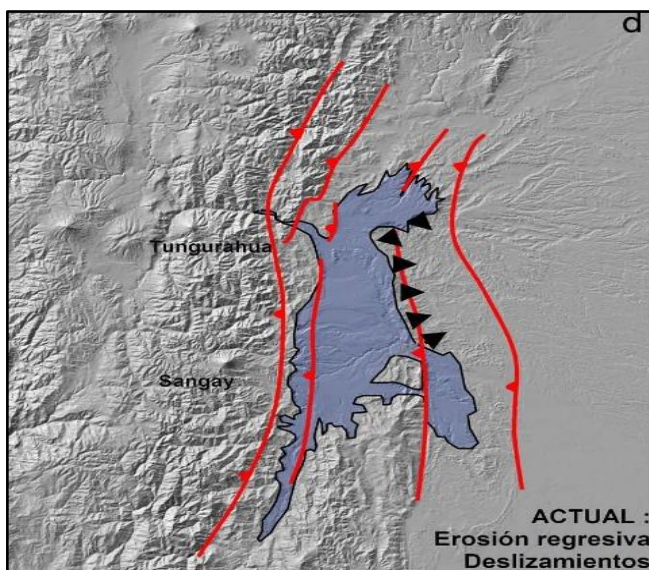 d
Tungurahua
Sangay
ACTUAL :
Erosión regresiva
Deslizamientos